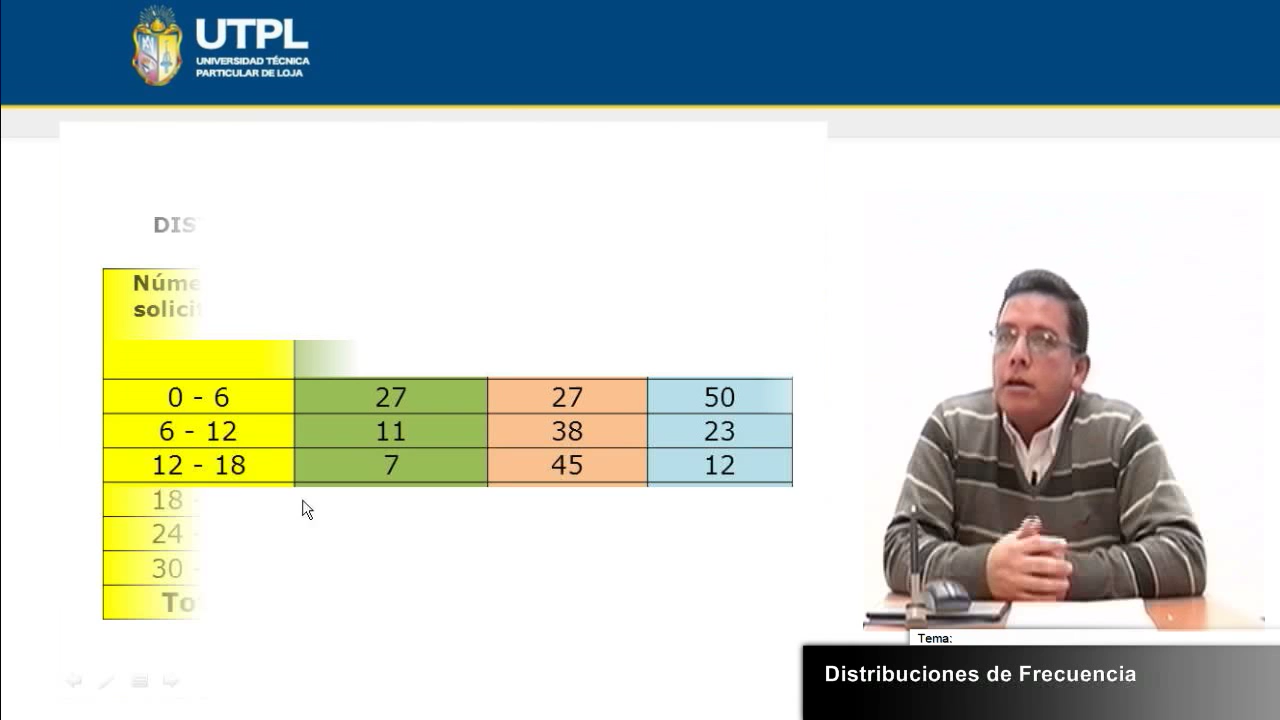 UTPL
UNIVERSIDAD TÉCNICA
PARTICULAR DE LOJA
DIS
Núme
solici
0 - 6 27 27 50
6 - 12 11 38 23
12 - 18 7 45 12
18 -
24 -
30 -
To
Tema:
Distribuciones de Frecuencia